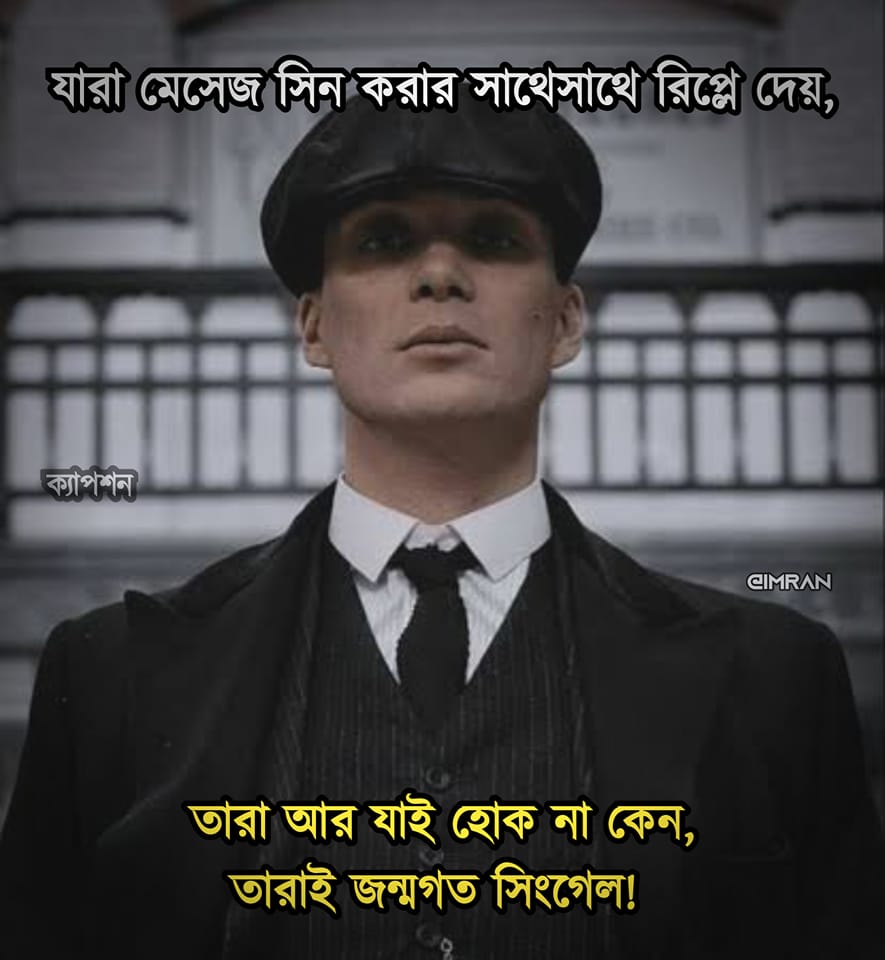 যারা মেসেজ সিন করার সাথেসাথে রিপ্লে দেয়,
ক্যাপশন
@IMRAN
তারা আর যাই হোক না কেন,
তারাই জন্মগত সিংগেল!